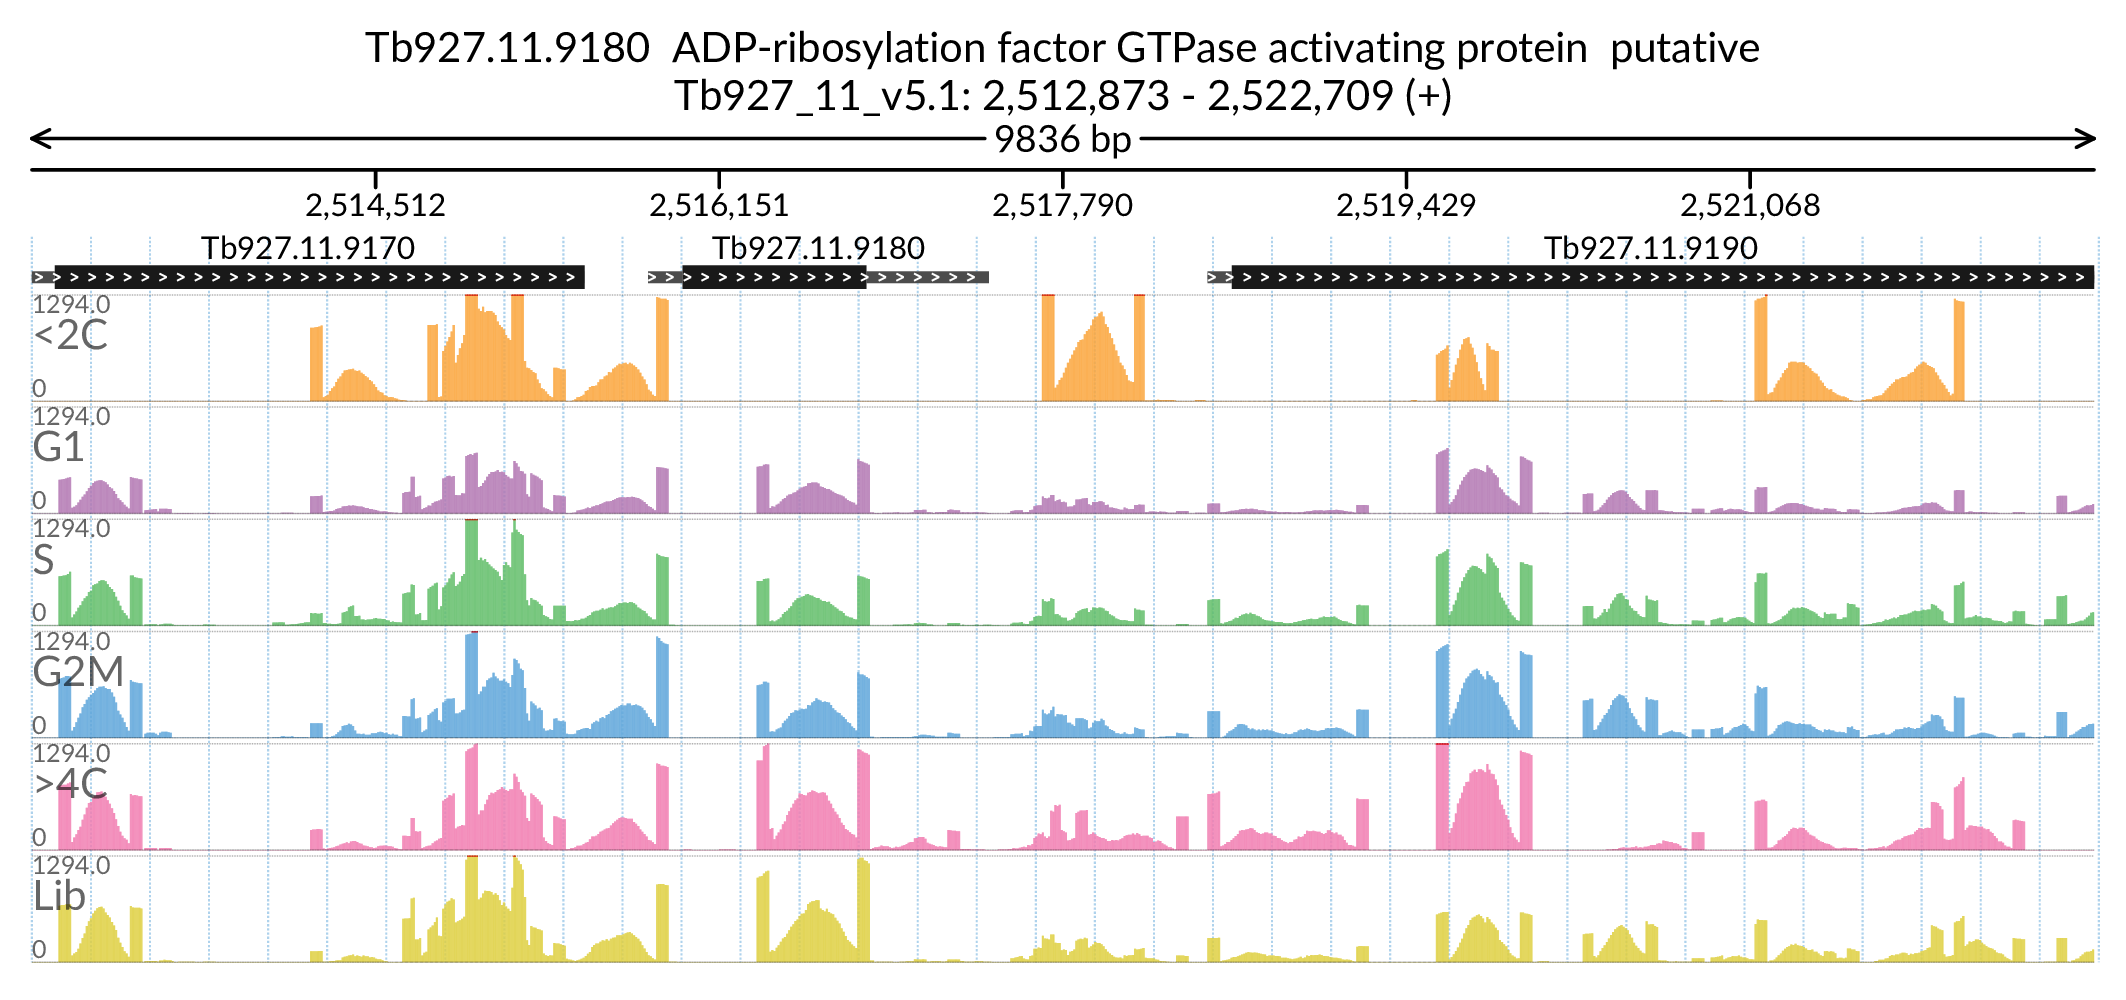 Tb927.11.9180  ADP-ribosylation factor GTPase activating protein  putative
Tb927_11_v5.1: 2,512,873 - 2,522,709 (+)
9836 bp
2,514,512 2,516,151 2,517,790 2,519,429 2,521,068
Tb927.11.9170 Tb927.11.9180 Tb927.11.9190
1294.0
<2C
0
1294.0
G1
0
1294.0
S
0
1294.0
G2M
0
1294.0
>4C
0
1294.0
Lib
0